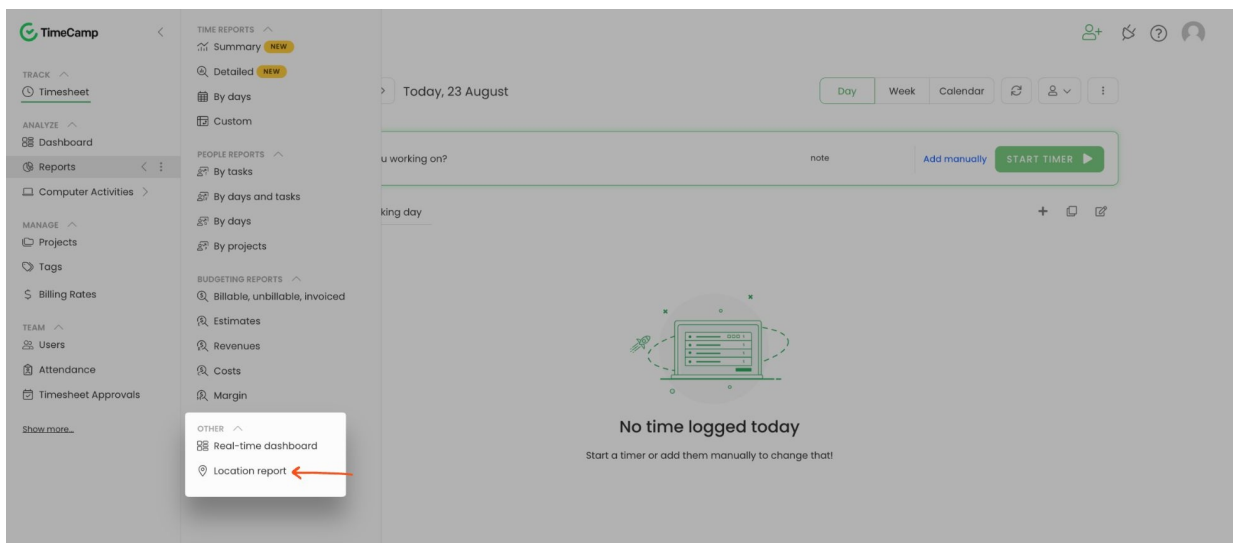 TimeCamp
TRACK
Timesheet
ANALYZE
Dashboard
Reports
Computer Activities
MANAGE
Projects
Tags
Billing Rates
TEAM
Users
Attendance
Timesheet Approvals
Show more...
TIME REPORTS
Summary NEW
Detailed NEW
By days
Custom
PEOPLE REPORTS
By tasks
By days and tasks
By days
By projects
BUDGETING REPORTS
Billable, unbillable, invoiced
Estimates
Revenues
Costs
Margin
OTHER
Real-time dashboard
Location report
Today, 23 August
Day Week Calendar
u working on? note Add manually START TIMER
king day
No time logged today
Start a timer or add them manually to change that!